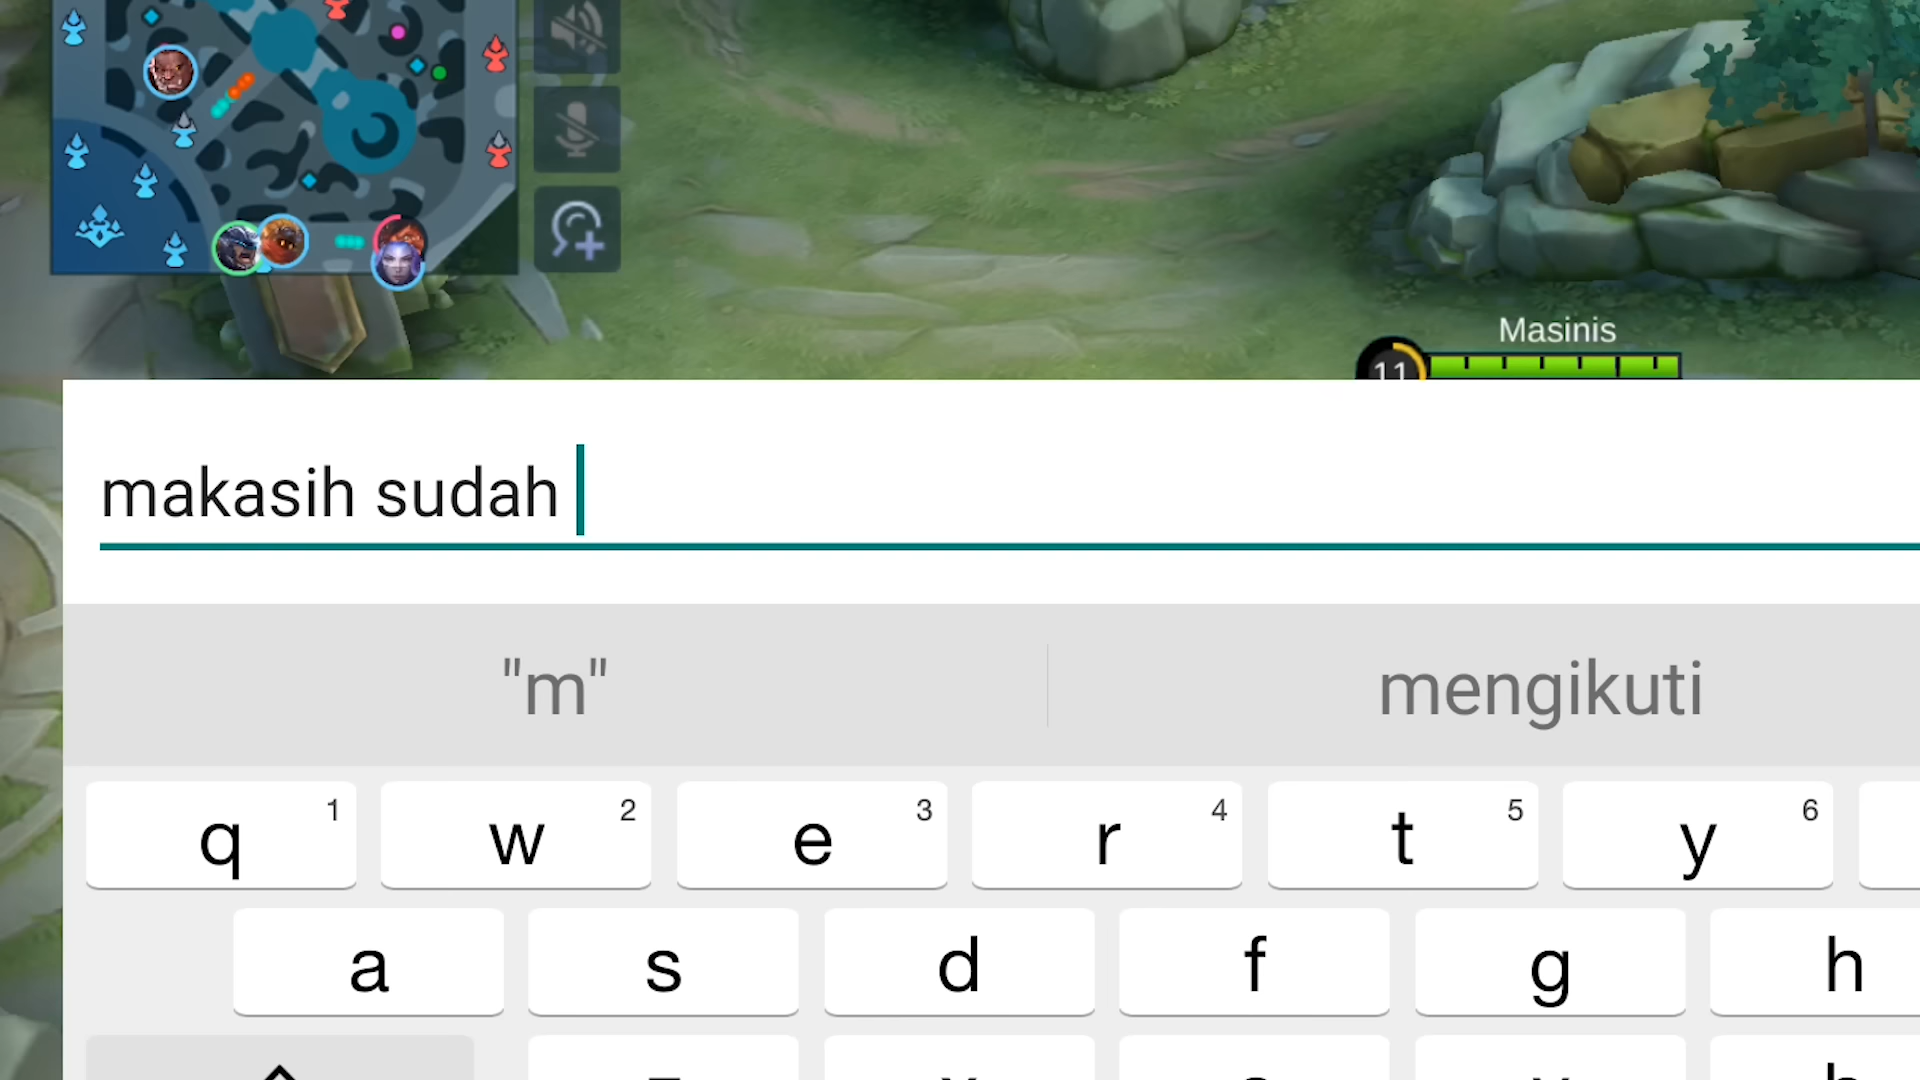 Masinis
11
makasih sudah
"m"
mengikuti
q 1 w 2 e 3 r 4 t 5 y 6
a s d f g h